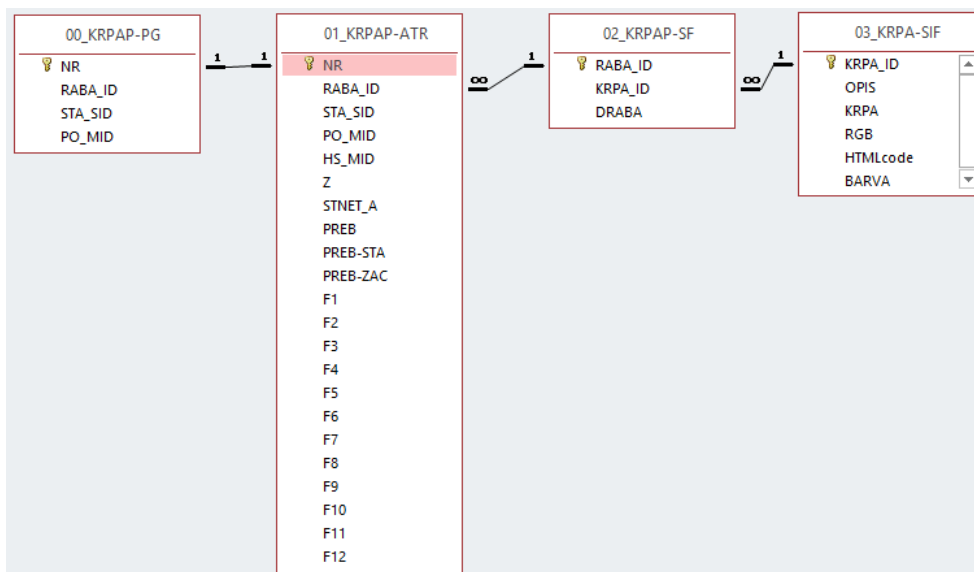 00_KRPAP-PG
NR
RABA_ID
STA_SID
PO_MID
1 1
01_KRPAP-ATR
NR
RABA_ID
STA_SID
PO_MID
HS_MID
Z
STNET_A
PREB
PREB-STA
PREB-ZAC
F1
F2
F3
F4
F5
F6
F7
F8
F9
F10
F11
F12
∞ 1
02_KRPAP-SF
RABA_ID
KRPA_ID
DRABA
∞ 1
03_KRPA-SIF
KRPA_ID
OPIS
KRPA
RGB
HTMLcode
BARVA